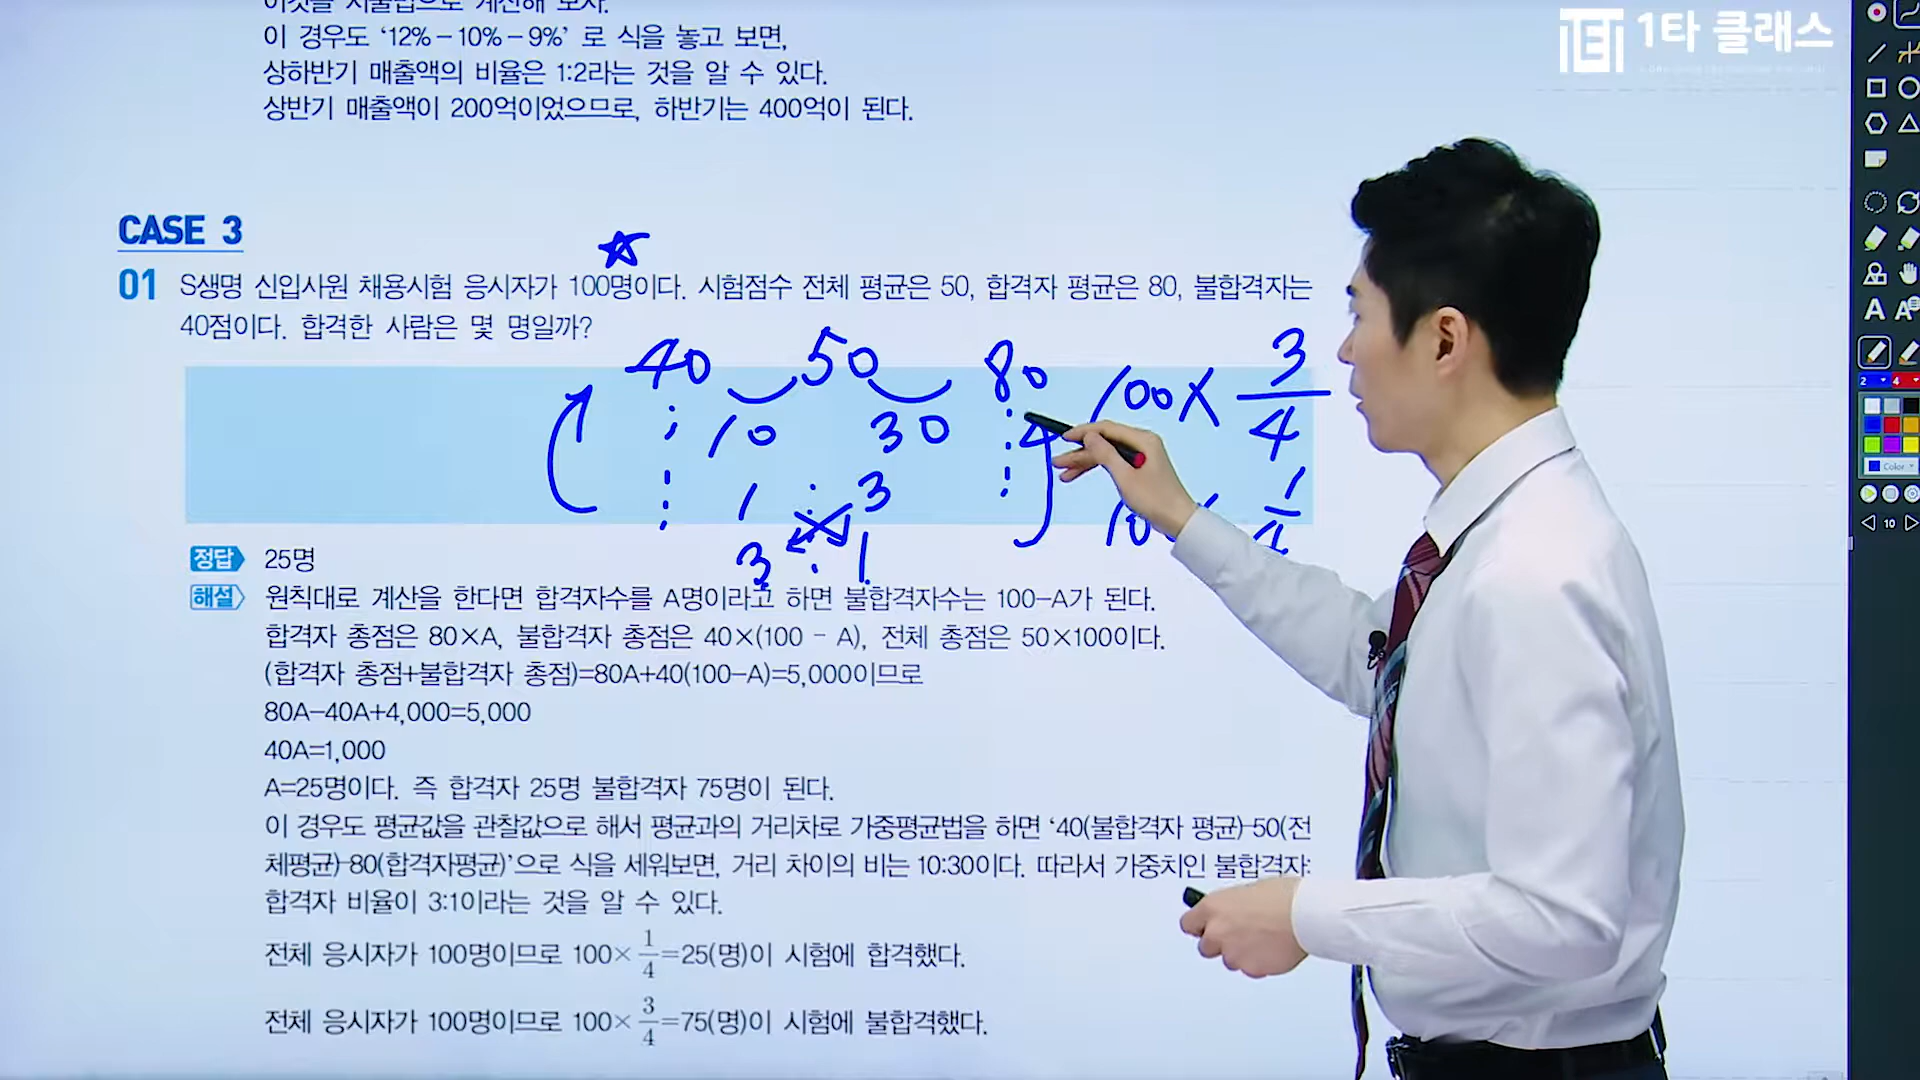 이 경우도 ‘12%－10%－9%’ 로 식을 놓고 보면,
상하반기 매출액의 비율은 1:2라는 것을 알 수 있다.
상반기 매출액이 200억이었으므로, 하반기는 400억이 된다.
1타 클래스
CASE 3
01 S생명 신입사원 채용시험 응시자가 100명이다. 시험점수 전체 평균은 50, 합격자 평균은 80, 불합격자는
40점이다. 합격한 사람은 몇 명일까?
40 50 80 100× 3/4
10 30
1 : 3
3 : 1
정답 25명
해설 원칙대로 계산을 한다면 합격자수를 A명이라고 하면 불합격자수는 100－A가 된다.
합격자 총점은 80×A, 불합격자 총점은 40×(100 － A), 전체 총점은 50×100이다.
(합격자 총점+불합격자 총점)=80A+40(100－A)=5,000이므로
80A－40A+4,000=5,000
40A=1,000
A=25명이다. 즉 합격자 25명 불합격자 75명이 된다.
이 경우도 평균값을 관찰값으로 해서 평균과의 거리차로 가중평균법을 하면 ‘40(불합격자 평균)－50(전
체평균)－80(합격자평균)’으로 식을 세워보면, 거리 차이의 비는 10:30이다. 따라서 가중치인 불합격자:
합격자 비율이 3:1이라는 것을 알 수 있다.
전체 응시자가 100명이므로 100× 1/4 =25(명)이 시험에 합격했다.
전체 응시자가 100명이므로 100× 3/4 =75(명)이 시험에 불합격했다.
Color
10